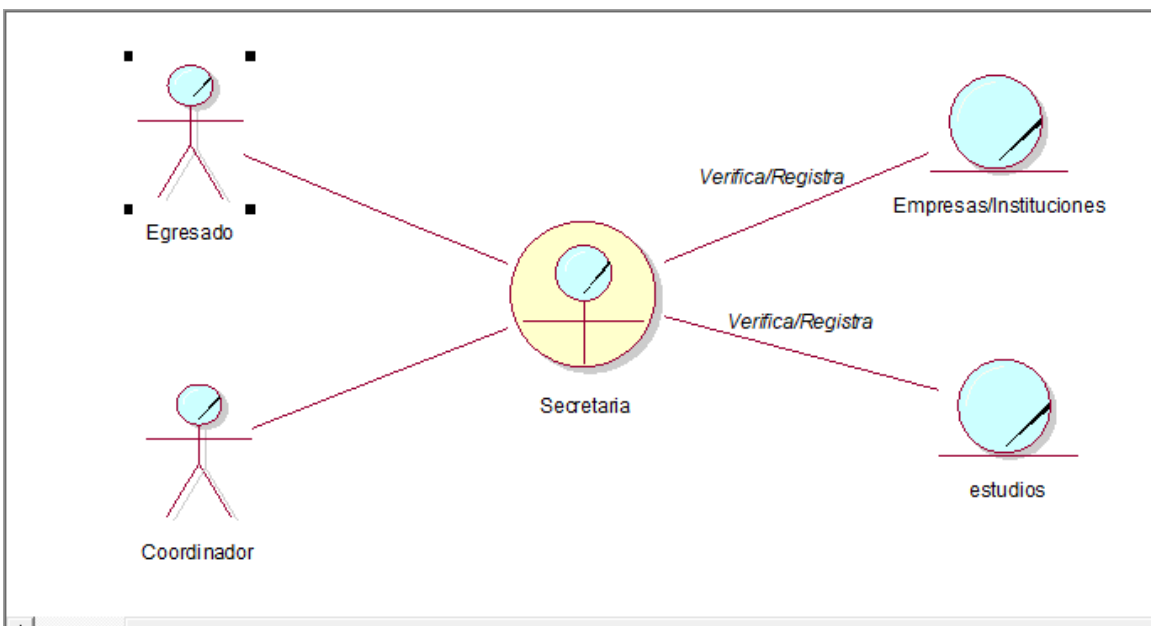 Egresado
Verifica/Registra
Empresas/Instituciones
Secretaria
Verifica/Registra
estudios
Coordinador